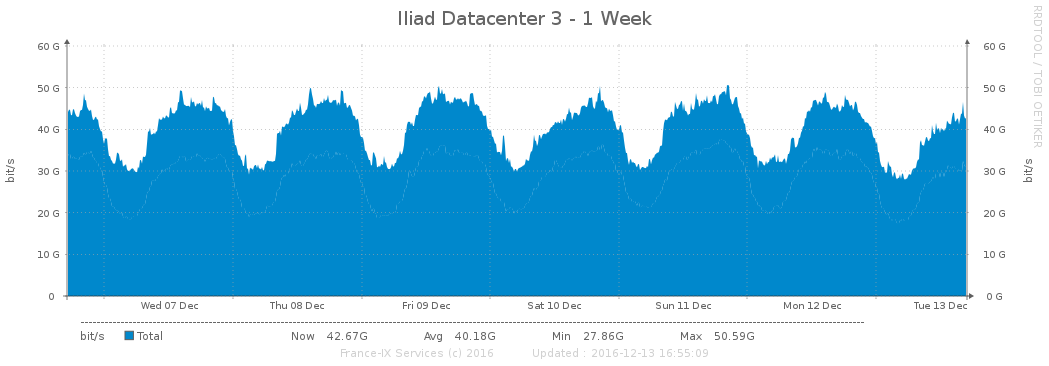 Iliad Datacenter 3 - 1 Week
RRDTOOL / TOBI OETIKER
60 G 60 G
50 G 50 G
40 G 40 G
30 G 30 G
20 G 20 G
10 G 10 G
0 0 G
bit/s bit/s
Wed 07 Dec Thu 08 Dec Fri 09 Dec Sat 10 Dec Sun 11 Dec Mon 12 Dec Tue 13 Dec
bit/s Total Now 42.67G Avg 40.18G Min 27.86G Max 50.59G
France-IX Services (c) 2016 Updated : 2016-12-13 16:55:09